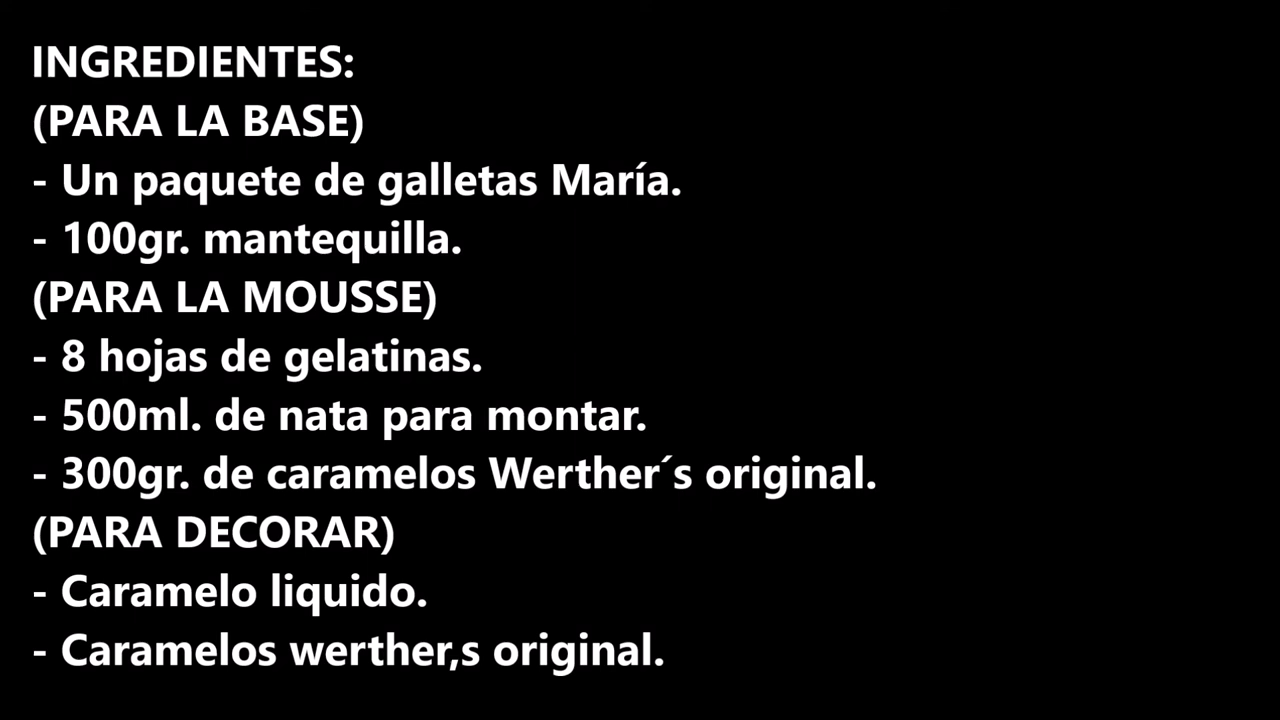 INGREDIENTES:
(PARA LA BASE)
- Un paquete de galletas María.
- 100gr. mantequilla.
(PARA LA MOUSSE)
- 8 hojas de gelatinas.
- 500ml. de nata para montar.
- 300gr. de caramelos Werther´s original.
(PARA DECORAR)
- Caramelo liquido.
- Caramelos werther,s original.